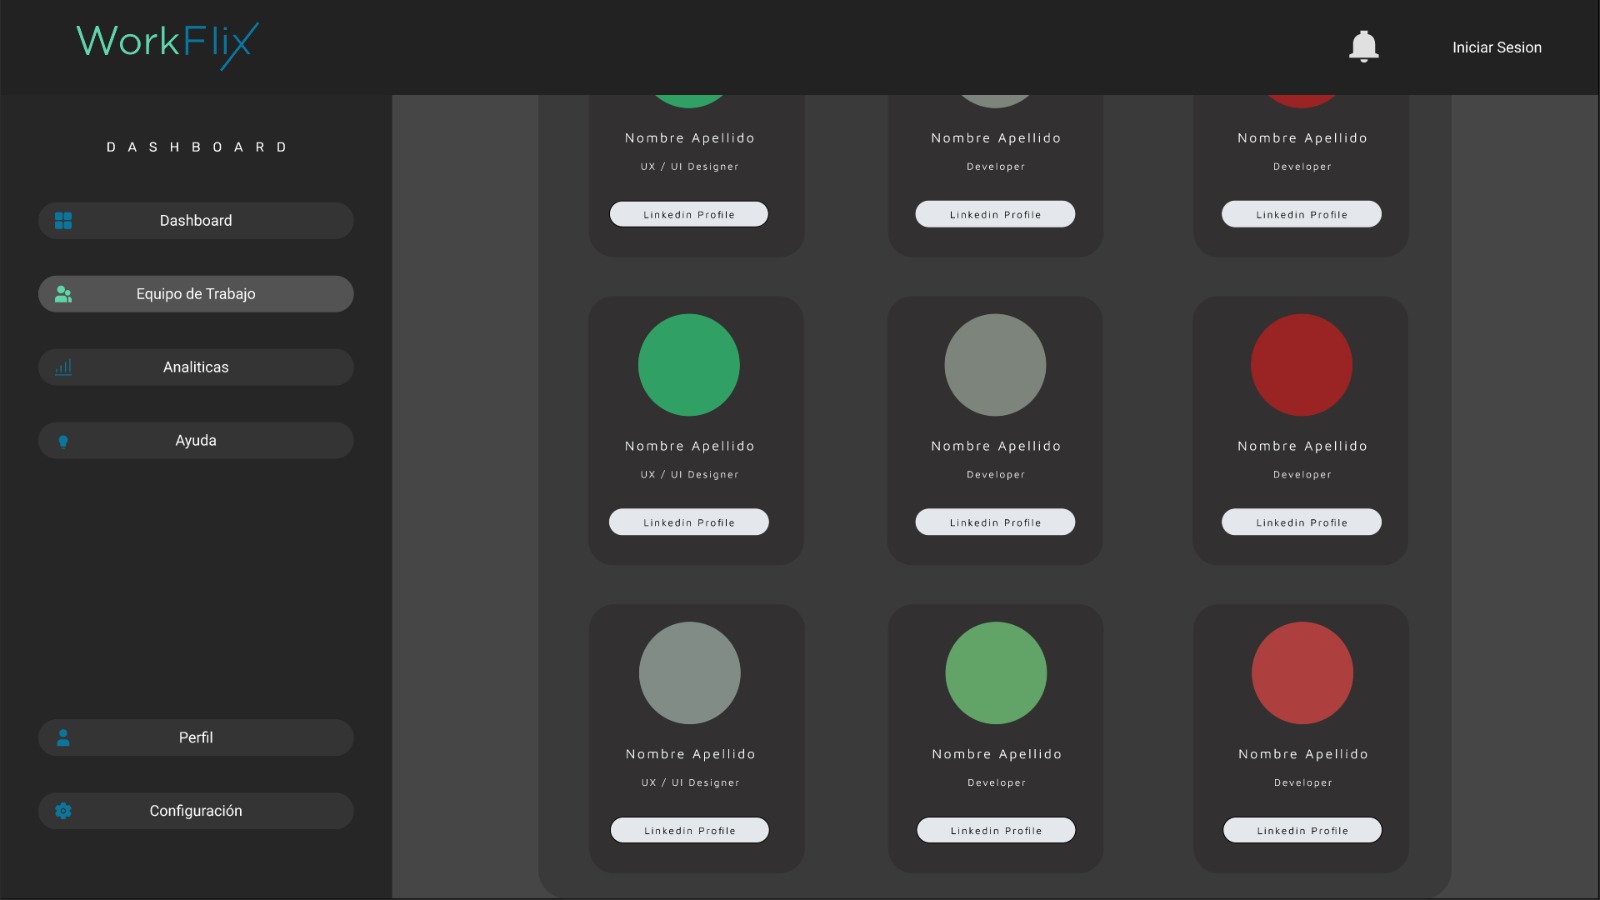 WorkFlix
Iniciar Sesion
DASHBOARD
Dashboard
Equipo de Trabajo
Analiticas
Ayuda
Perfil
Configuración
Nombre Apellido
UX / UI Designer
Linkedin Profile
Nombre Apellido
Developer
Linkedin Profile
Nombre Apellido
Developer
Linkedin Profile
Nombre Apellido
UX / UI Designer
Linkedin Profile
Nombre Apellido
Developer
Linkedin Profile
Nombre Apellido
Developer
Linkedin Profile
Nombre Apellido
UX / UI Designer
Linkedin Profile
Nombre Apellido
Developer
Linkedin Profile
Nombre Apellido
Developer
Linkedin Profile